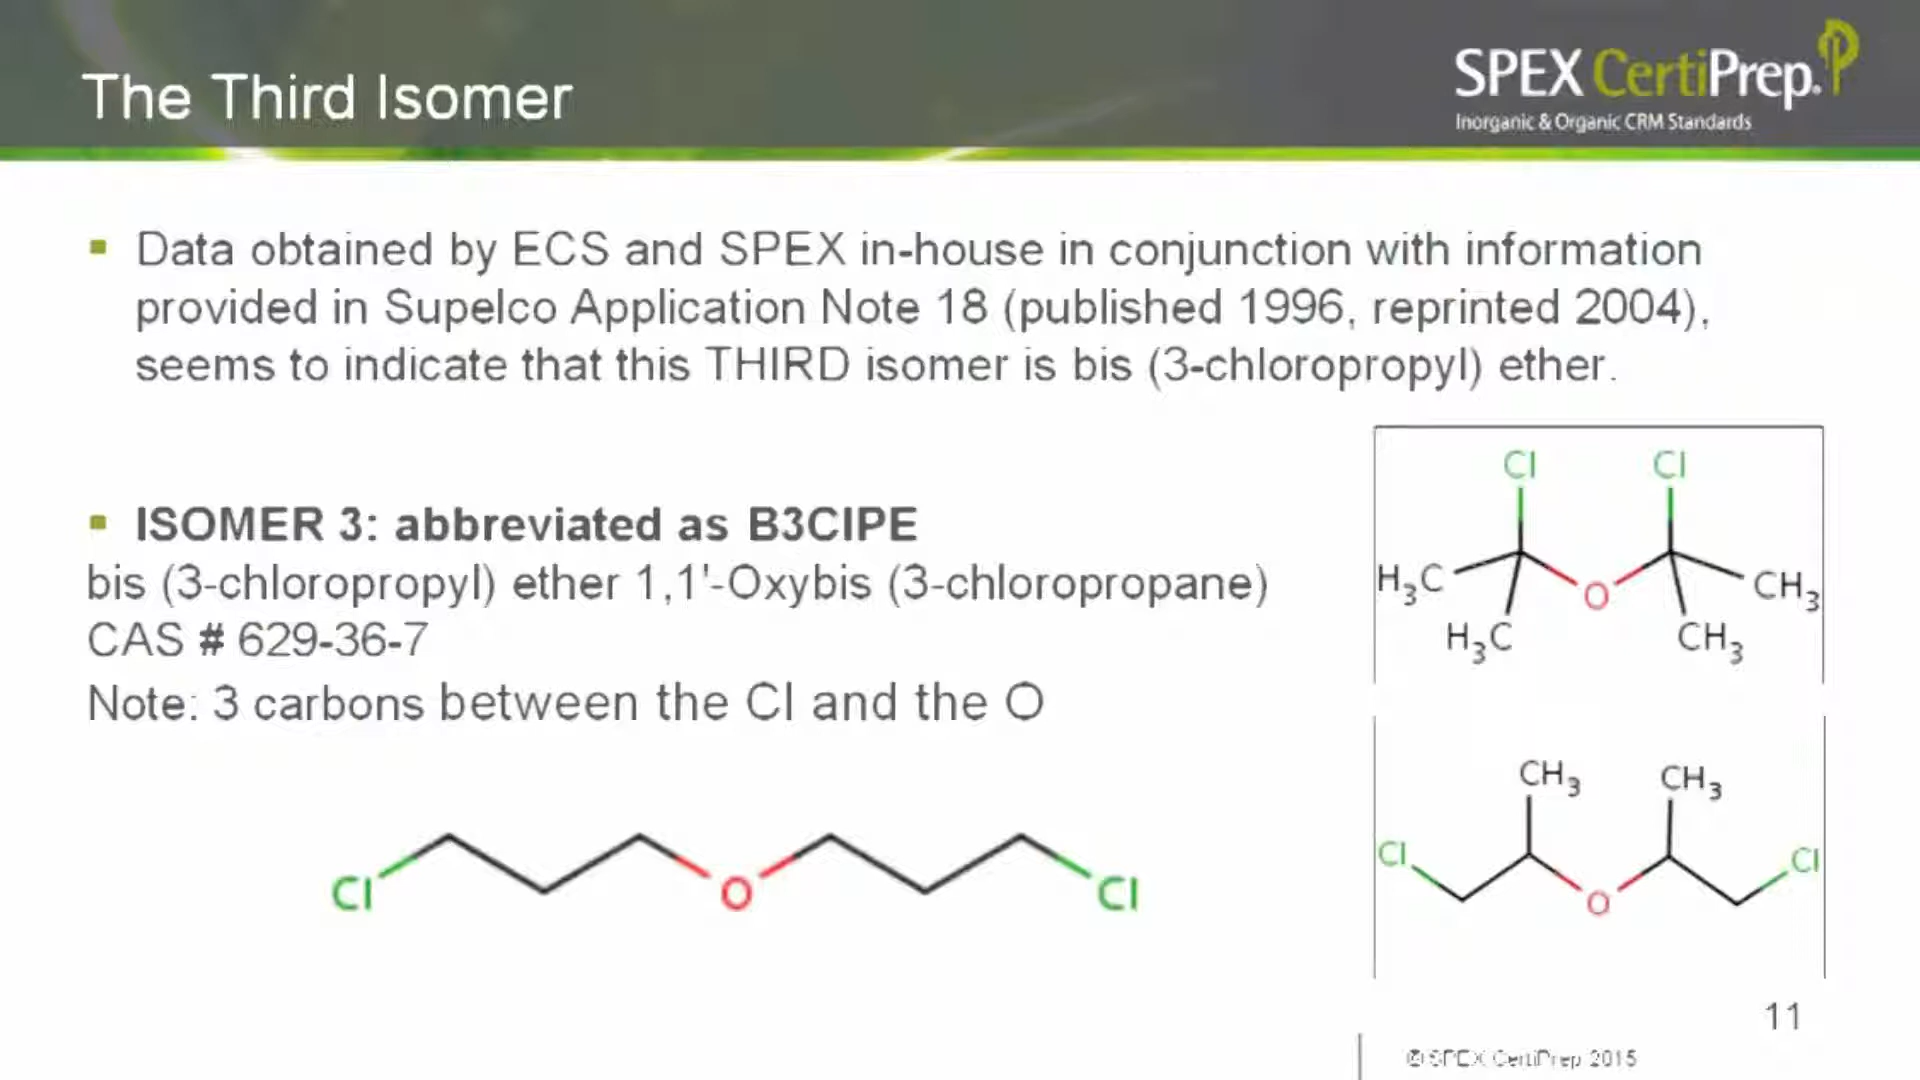 The Third Isomer
SPEX CertiPrep.
Inorganic & Organic CRM Standards
▪ Data obtained by ECS and SPEX in-house in conjunction with information
provided in Supelco Application Note 18 (published 1996, reprinted 2004),
seems to indicate that this THIRD isomer is bis (3-chloropropyl) ether.
▪ ISOMER 3: abbreviated as B3CIPE
bis (3-chloropropyl) ether 1,1'-Oxybis (3-chloropropane)
CAS # 629-36-7
Note: 3 carbons between the Cl and the O
Cl O Cl
Cl Cl
H₃C O CH₃
H₃C CH₃
CH₃ CH₃
Cl O Cl
11
© SPEX CertiPrep 2015